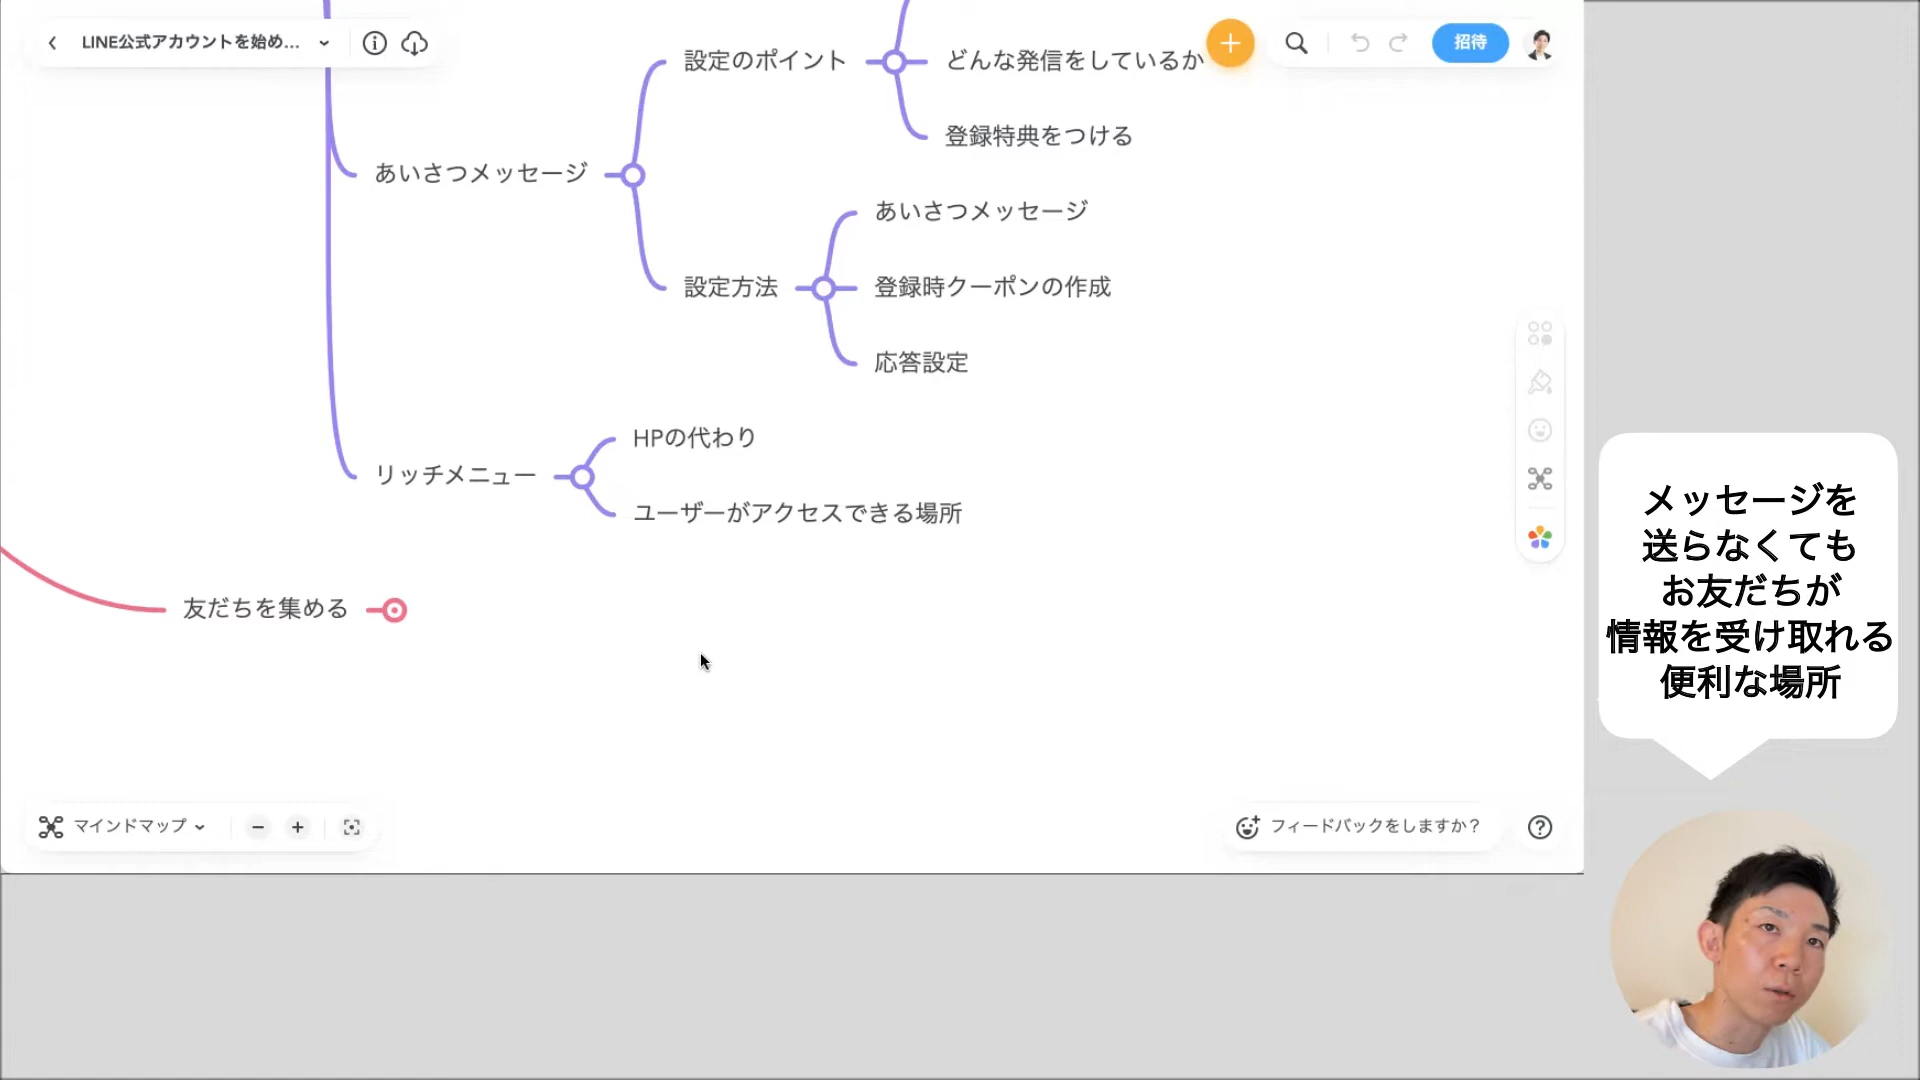 LINE公式アカウントを始め...
招待
設定のポイント
どんな発信をしているか
登録特典をつける
あいさつメッセージ
あいさつメッセージ
設定方法
登録時クーポンの作成
応答設定
HPの代わり
リッチメニュー
ユーザーがアクセスできる場所
友だちを集める
メッセージを
送らなくても
お友だちが
情報を受け取れる
便利な場所
マインドマップ
フィードバックをしますか？